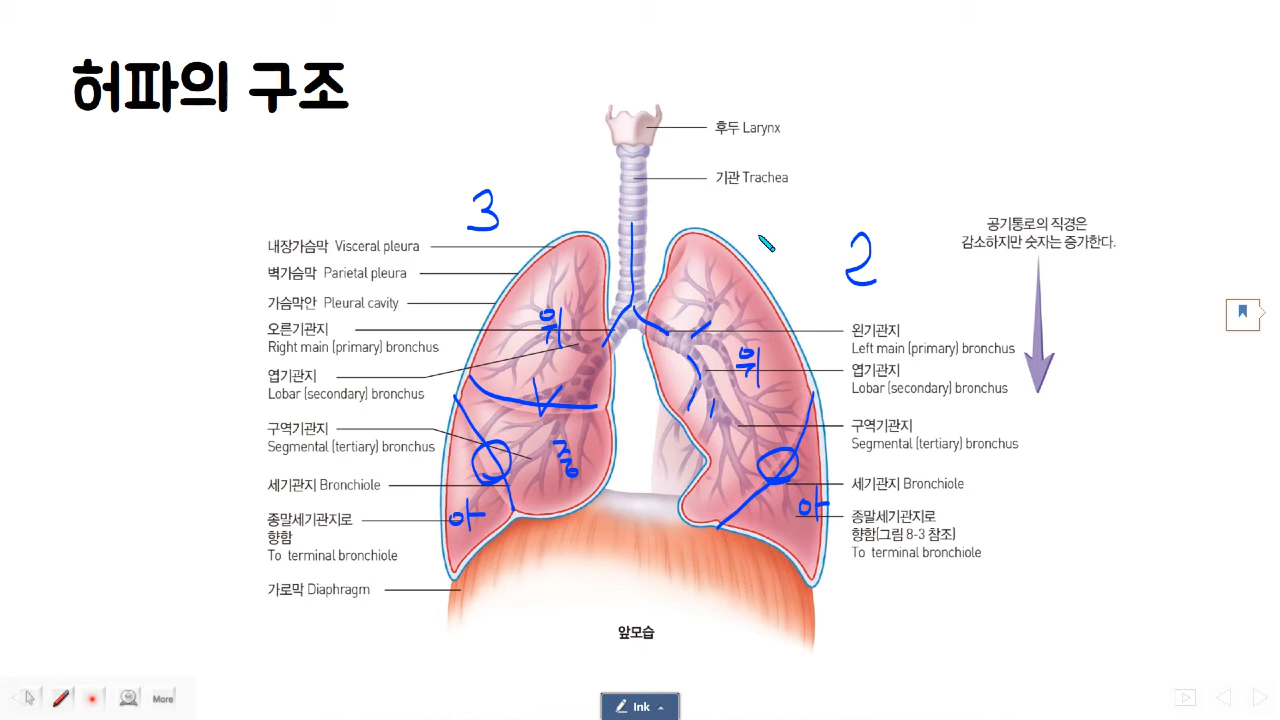 허파의 구조
후두 Larynx
기관 Trachea
3
2
공기통로의 직경은
감소하지만 숫자는 증가한다.
내장가슴막 Visceral pleura
벽가슴막 Parietal pleura
가슴막안 Pleural cavity
오른기관지
Right main (primary) bronchus
엽기관지
Lobar (secondary) bronchus
구역기관지
Segmental (tertiary) bronchus
세기관지 Bronchiole
종말세기관지로
향함
To terminal bronchiole
가로막 Diaphragm
위
중
아
위
아
왼기관지
Left main (primary) bronchus
엽기관지
Lobar (secondary) bronchus
구역기관지
Segmental (tertiary) bronchus
세기관지 Bronchiole
종말세기관지로
향함(그림 8-3 참조)
To terminal bronchiole
앞모습
More
Ink